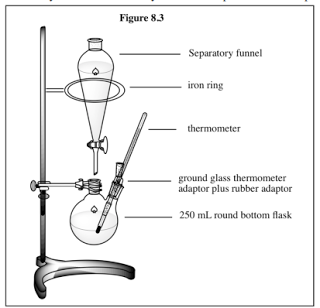 Figure 8.3
Separatory funnel
iron ring
thermometer
ground glass thermometer
adaptor plus rubber adaptor
250 mL round bottom flask